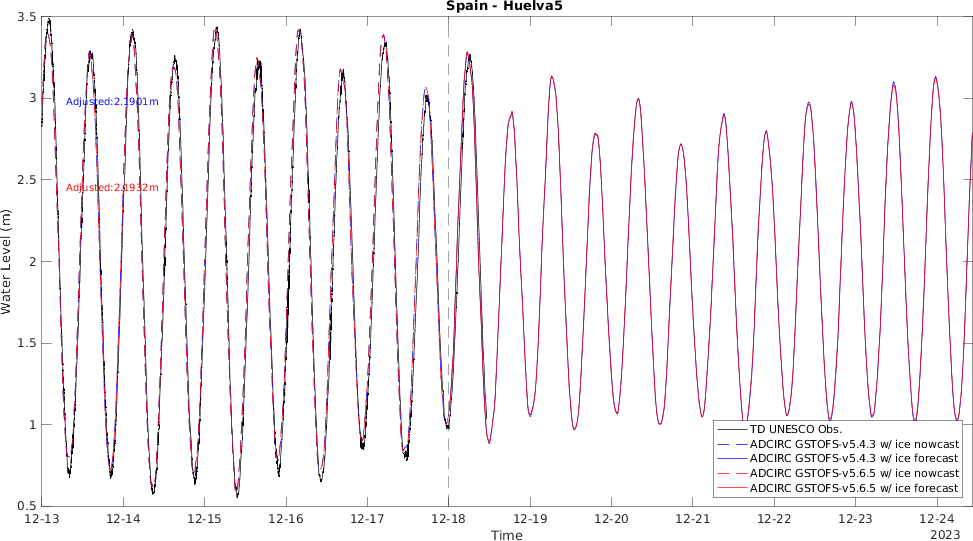 Spain - Huelva5
3.5
3
2.5
2
1.5
1
0.5
Water Level (m)
Adjusted:2.1901m
Adjusted:2.1932m
TD UNESCO Obs.
ADCIRC GSTOFS-v5.4.3 w/ ice nowcast
ADCIRC GSTOFS-v5.4.3 w/ ice forecast
ADCIRC GSTOFS-v5.6.5 w/ ice nowcast
ADCIRC GSTOFS-v5.6.5 w/ ice forecast
12-13 12-14 12-15 12-16 12-17 12-18 12-19 12-20 12-21 12-22 12-23 12-24
Time
2023